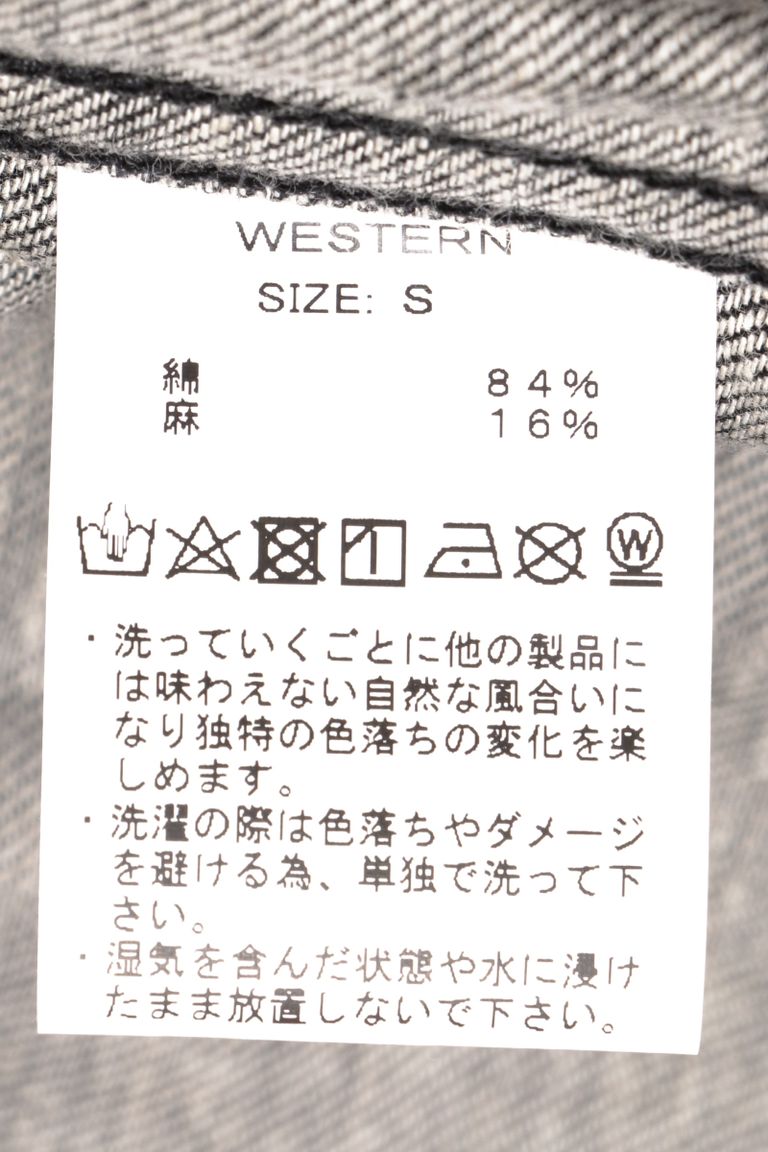 WESTERN
SIZE: S
綿 84%
麻 16%
W
・洗っていくごとに他の製品に
は味わえない自然な風合いに
なり独特の色落ちの変化を楽
しめます。
・洗濯の際は色落ちやダメージ
を避ける為、単独で洗って下
さい。
・湿気を含んだ状態や水に浸け
たまま放置しないで下さい。